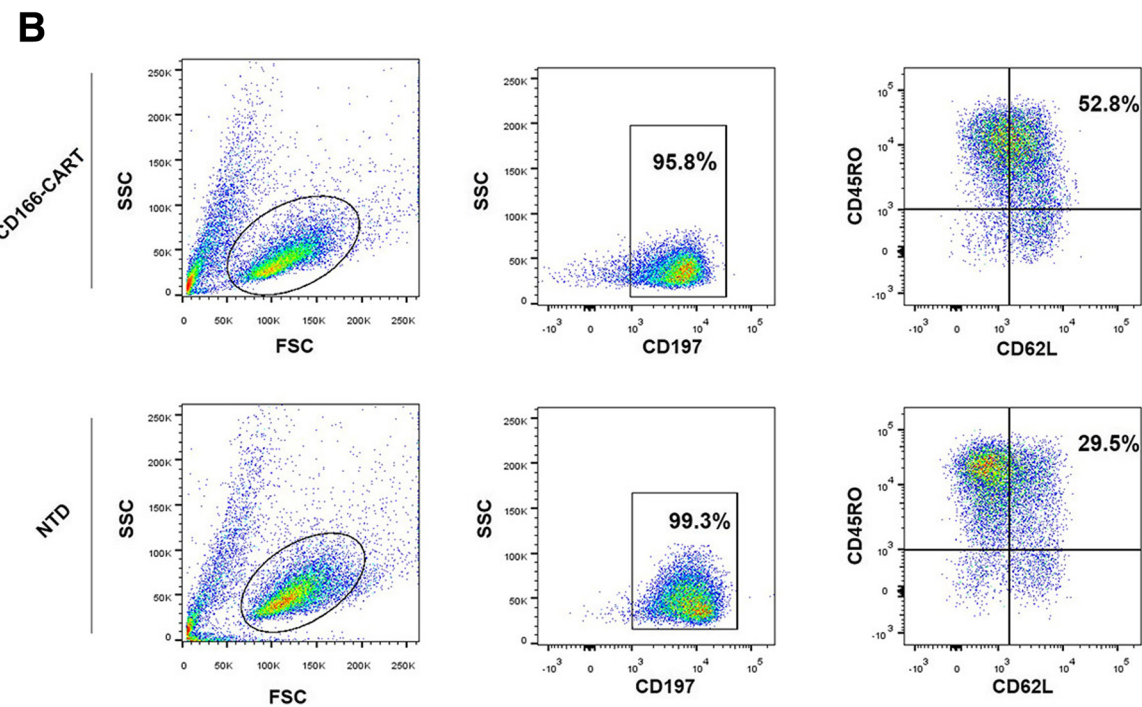 B
CD166-CART
250K
200K
150K
100K
50K
0
SSC
0 50K 100K 150K 200K 250K
FSC
250K
200K
150K
100K
50K
0
SSC
95.8%
-10³ 0 10³ 10⁴ 10⁵
CD197
10⁵
10⁴
10³
0
-10³
CD45RO
52.8%
-10³ 0 10³ 10⁴ 10⁵
CD62L
NTD
250K
200K
150K
100K
50K
0
SSC
0 50K 100K 150K 200K 250K
FSC
250K
200K
150K
100K
50K
0
SSC
99.3%
-10³ 0 10³ 10⁴ 10⁵
CD197
10⁵
10⁴
10³
0
-10³
CD45RO
29.5%
-10³ 0 10³ 10⁴ 10⁵
CD62L